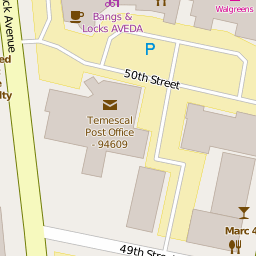 Bangs &
Locks AVEDA
Walgreens
P
ck Avenue
50th Street
Temescal
Post Office
- 94609
Marc 4
49th Street